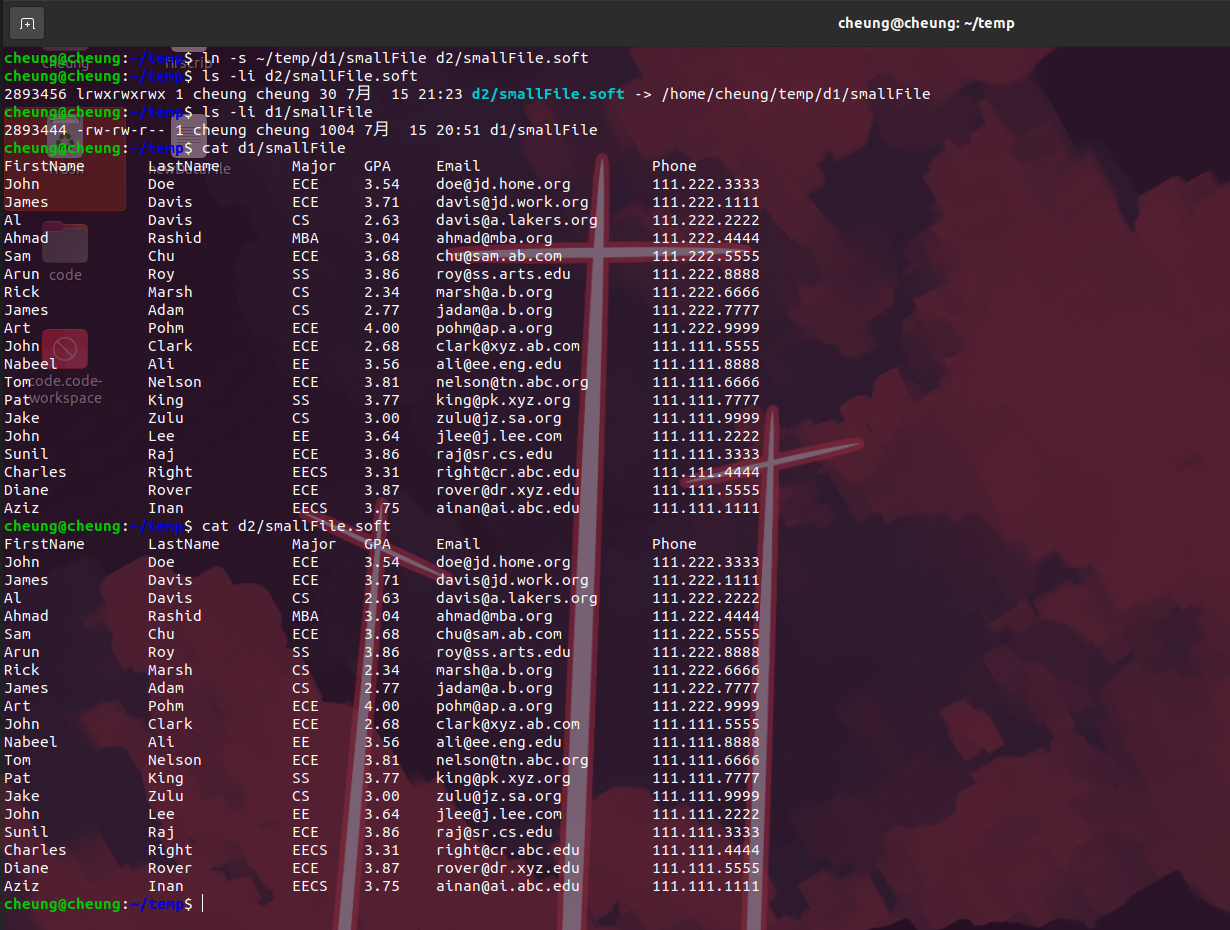 cheung@cheung: ~/temp
cheung@cheung:~/temp$ ln -s ~/temp/d1/smallFile d2/smallFile.soft
cheung@cheung:~/temp$ ls -li d2/smallFile.soft
2893456 lrwxrwxrwx 1 cheung cheung 30 7月  15 21:23 d2/smallFile.soft -> /home/cheung/temp/d1/smallFile
cheung@cheung:~/temp$ ls -li d1/smallFile
2893444 -rw-rw-r-- 1 cheung cheung 1004 7月  15 20:51 d1/smallFile
cheung@cheung:~/temp$ cat d1/smallFile
FirstName LastName Major GPA Email Phone
John Doe ECE 3.54 doe@jd.home.org 111.222.3333
James Davis ECE 3.71 davis@jd.work.org 111.222.1111
Al Davis CS 2.63 davis@a.lakers.org 111.222.2222
Ahmad Rashid MBA 3.04 ahmad@mba.org 111.222.4444
Sam Chu ECE 3.68 chu@sam.ab.com 111.222.5555
Arun Roy SS 3.86 roy@ss.arts.edu 111.222.8888
Rick Marsh CS 2.34 marsh@a.b.org 111.222.6666
James Adam CS 2.77 jadam@a.b.org 111.222.7777
Art Pohm ECE 4.00 pohm@ap.a.org 111.222.9999
John Clark ECE 2.68 clark@xyz.ab.com 111.111.5555
Nabeel Ali EE 3.56 ali@ee.eng.edu 111.111.8888
Tom Nelson ECE 3.81 nelson@tn.abc.org 111.111.6666
Pat King SS 3.77 king@pk.xyz.org 111.111.7777
Jake Zulu CS 3.00 zulu@jz.sa.org 111.111.9999
John Lee EE 3.64 jlee@j.lee.com 111.111.2222
Sunil Raj ECE 3.86 raj@sr.cs.edu 111.111.3333
Charles Right EECS 3.31 right@cr.abc.edu 111.111.4444
Diane Rover ECE 3.87 rover@dr.xyz.edu 111.111.5555
Aziz Inan EECS 3.75 ainan@ai.abc.edu 111.111.1111
cheung@cheung:~/temp$ cat d2/smallFile.soft
FirstName LastName Major GPA Email Phone
John Doe ECE 3.54 doe@jd.home.org 111.222.3333
James Davis ECE 3.71 davis@jd.work.org 111.222.1111
Al Davis CS 2.63 davis@a.lakers.org 111.222.2222
Ahmad Rashid MBA 3.04 ahmad@mba.org 111.222.4444
Sam Chu ECE 3.68 chu@sam.ab.com 111.222.5555
Arun Roy SS 3.86 roy@ss.arts.edu 111.222.8888
Rick Marsh CS 2.34 marsh@a.b.org 111.222.6666
James Adam CS 2.77 jadam@a.b.org 111.222.7777
Art Pohm ECE 4.00 pohm@ap.a.org 111.222.9999
John Clark ECE 2.68 clark@xyz.ab.com 111.111.5555
Nabeel Ali EE 3.56 ali@ee.eng.edu 111.111.8888
Tom Nelson ECE 3.81 nelson@tn.abc.org 111.111.6666
Pat King SS 3.77 king@pk.xyz.org 111.111.7777
Jake Zulu CS 3.00 zulu@jz.sa.org 111.111.9999
John Lee EE 3.64 jlee@j.lee.com 111.111.2222
Sunil Raj ECE 3.86 raj@sr.cs.edu 111.111.3333
Charles Right EECS 3.31 right@cr.abc.edu 111.111.4444
Diane Rover ECE 3.87 rover@dr.xyz.edu 111.111.5555
Aziz Inan EECS 3.75 ainan@ai.abc.edu 111.111.1111
cheung@cheung:~/temp$
cheung
code
code.code-
workspace